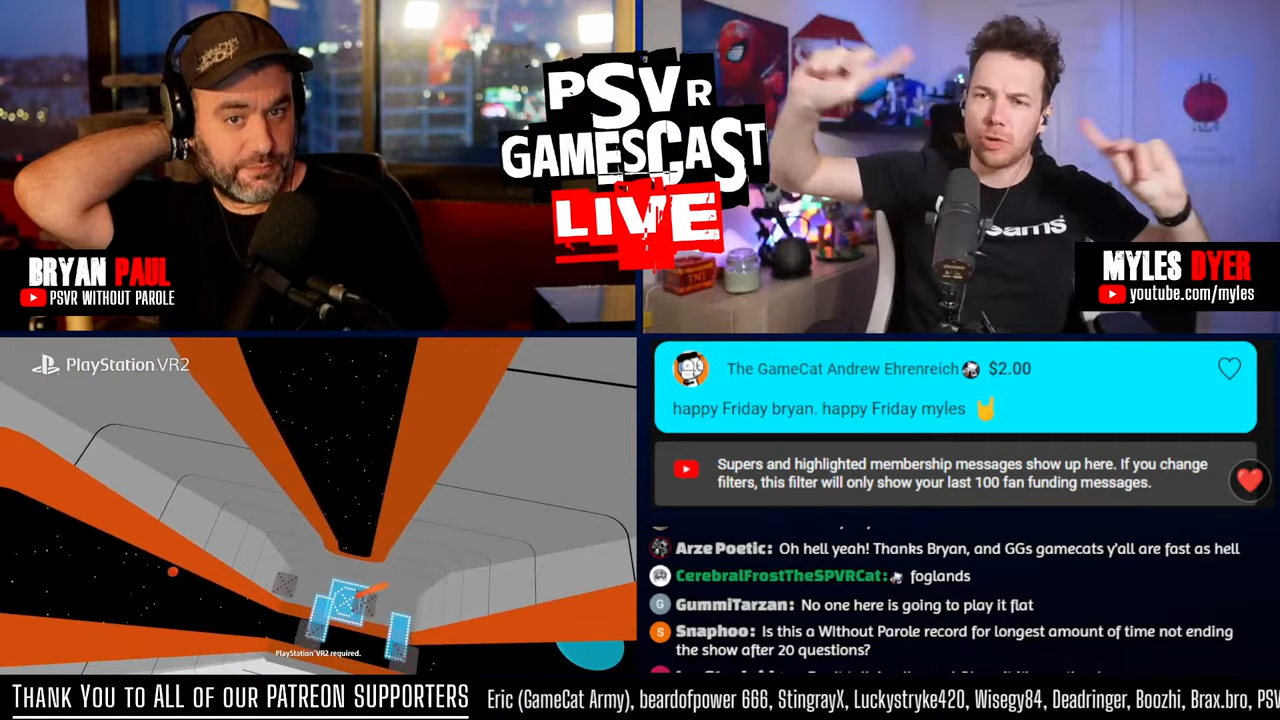 PSVR
GAMESCAST
LIVE
BRYAN PAUL
PSVR WITHOUT PAROLE
MYLES DYER
youtube.com/myles
TNT
PlayStation VR2
PlayStation®VR2 required.
The GameCat Andrew Ehrenreich $2.00
happy Friday bryan. happy Friday myles 🤘
Supers and highlighted membership messages show up here. If you change
filters, this filter will only show your last 100 fan funding messages.
Arze Poetic: Oh hell yeah! Thanks Bryan, and GGs gamecats y'all are fast as hell
CerebralFrostTheSPVRCat: foglands
G GummiTarzan: No one here is going to play it flat
S Snaphoo: Is this a Without Parole record for longest amount of time not ending
the show after 20 questions?
THANK YOU TO ALL OF OUR PATREON SUPPORTERS
Eric (GameCat Army), beardofpower 666, StingrayX, Luckystryke420, Wisegy84, Deadringer, Boozhi, Brax.bro, PSV